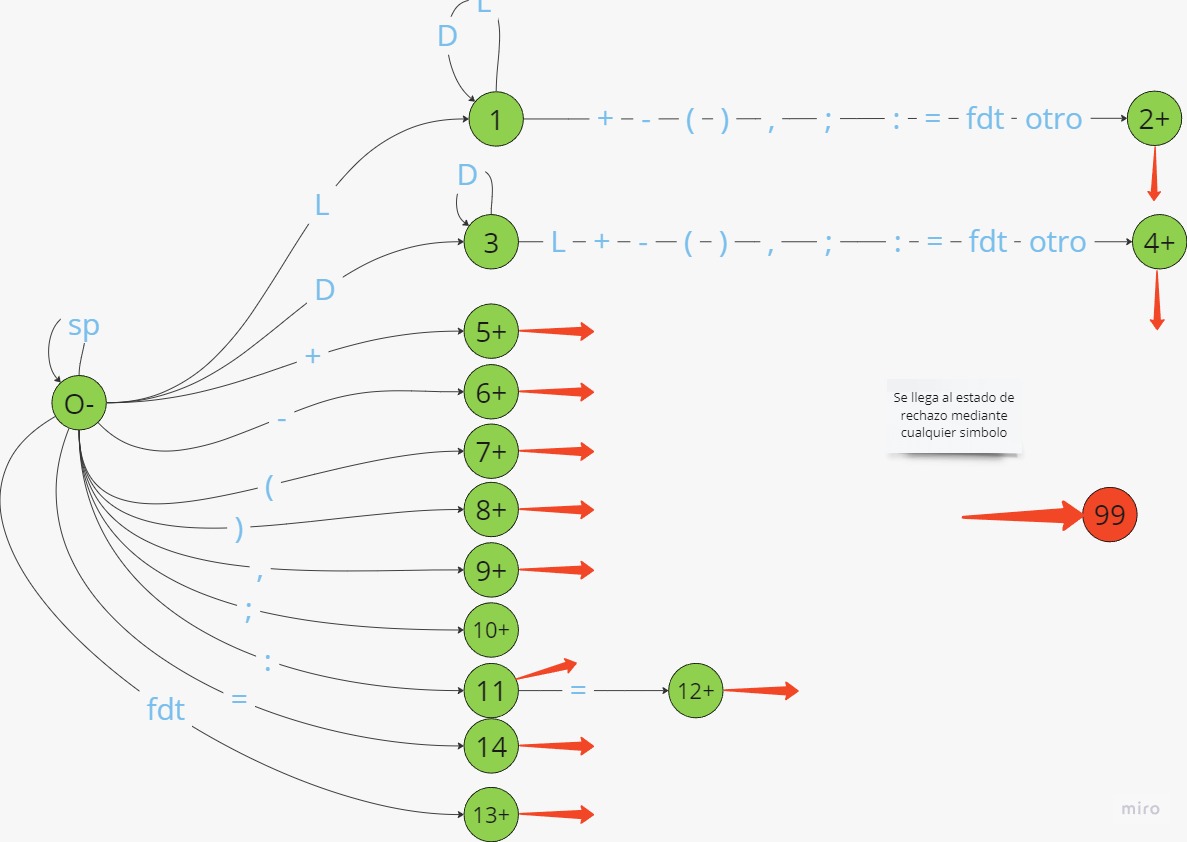 L
D
1
+ - ( - ) , ; : - = - fdt - otro
2+
L
D
3
L - + - ( - ) , ; : - = - fdt - otro
4+
D
sp
O-
+
5+
-
6+
(
7+
)
8+
,
9+
;
10+
:
11
=
12+
=
14
fdt
13+
Se llega al estado de
rechazo mediante
cualquier simbolo
99
miro